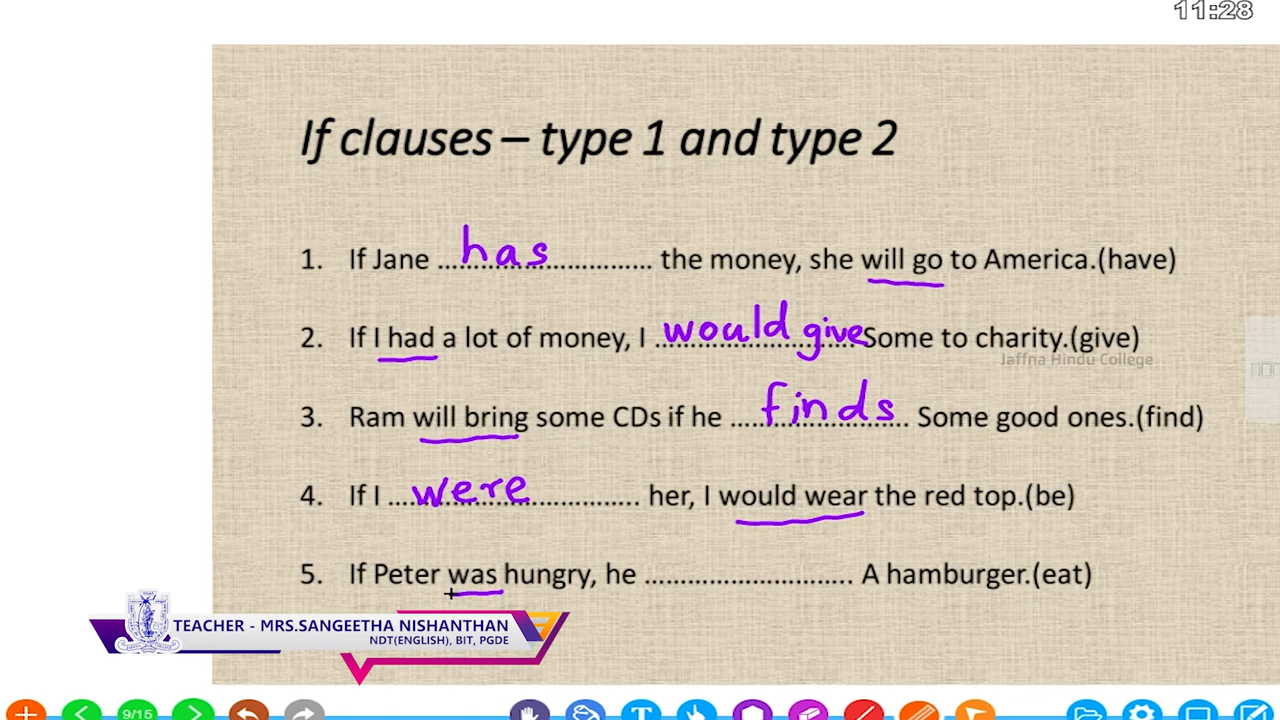 11:28
If clauses – type 1 and type 2
1. If Jane ...has... the money, she will go to America.(have)
2. If I had a lot of money, I ...would give... Some to charity.(give)
Jaffna Hindu College
3. Ram will bring some CDs if he ...finds... Some good ones.(find)
4. If I ...were... her, I would wear the red top.(be)
5. If Peter was hungry, he ............................ A hamburger.(eat)
TEACHER - MRS.SANGEETHA NISHANTHAN
NDT(ENGLISH), BIT, PGDE
9/15